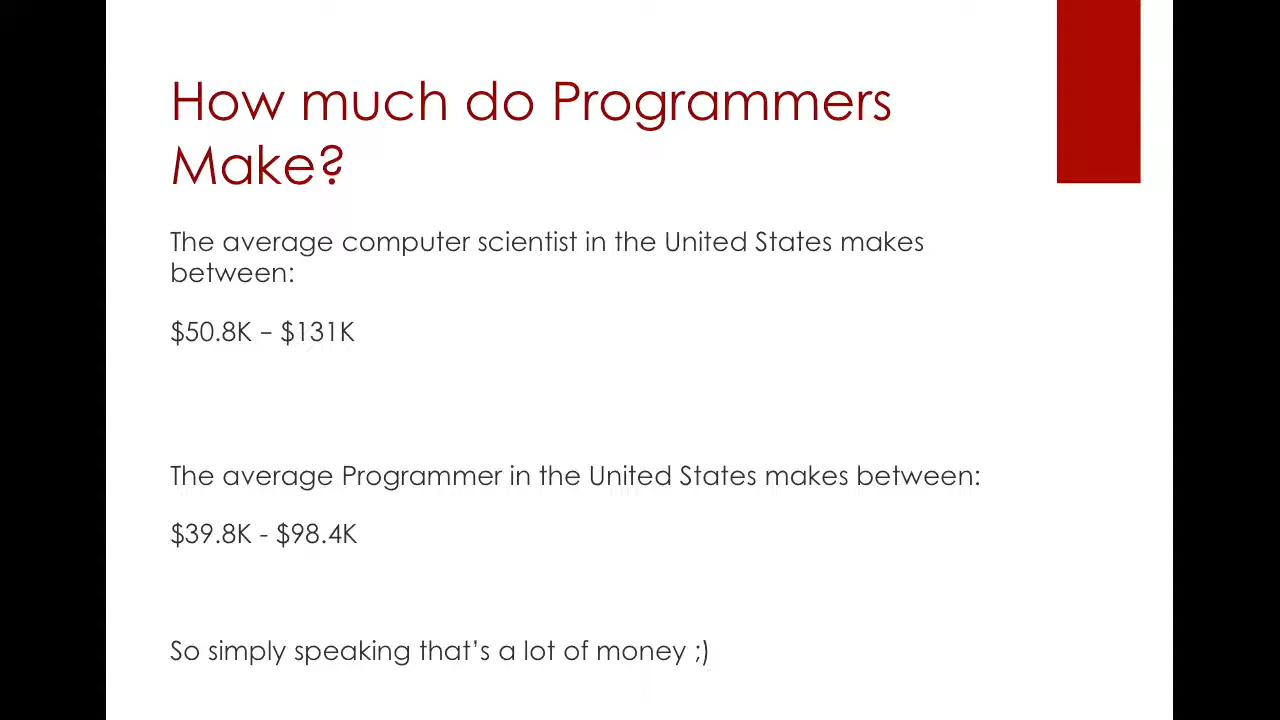 How much do Programmers
Make?
The average computer scientist in the United States makes
between:
$50.8K – $131K
The average Programmer in the United States makes between:
$39.8K - $98.4K
So simply speaking that’s a lot of money ;)